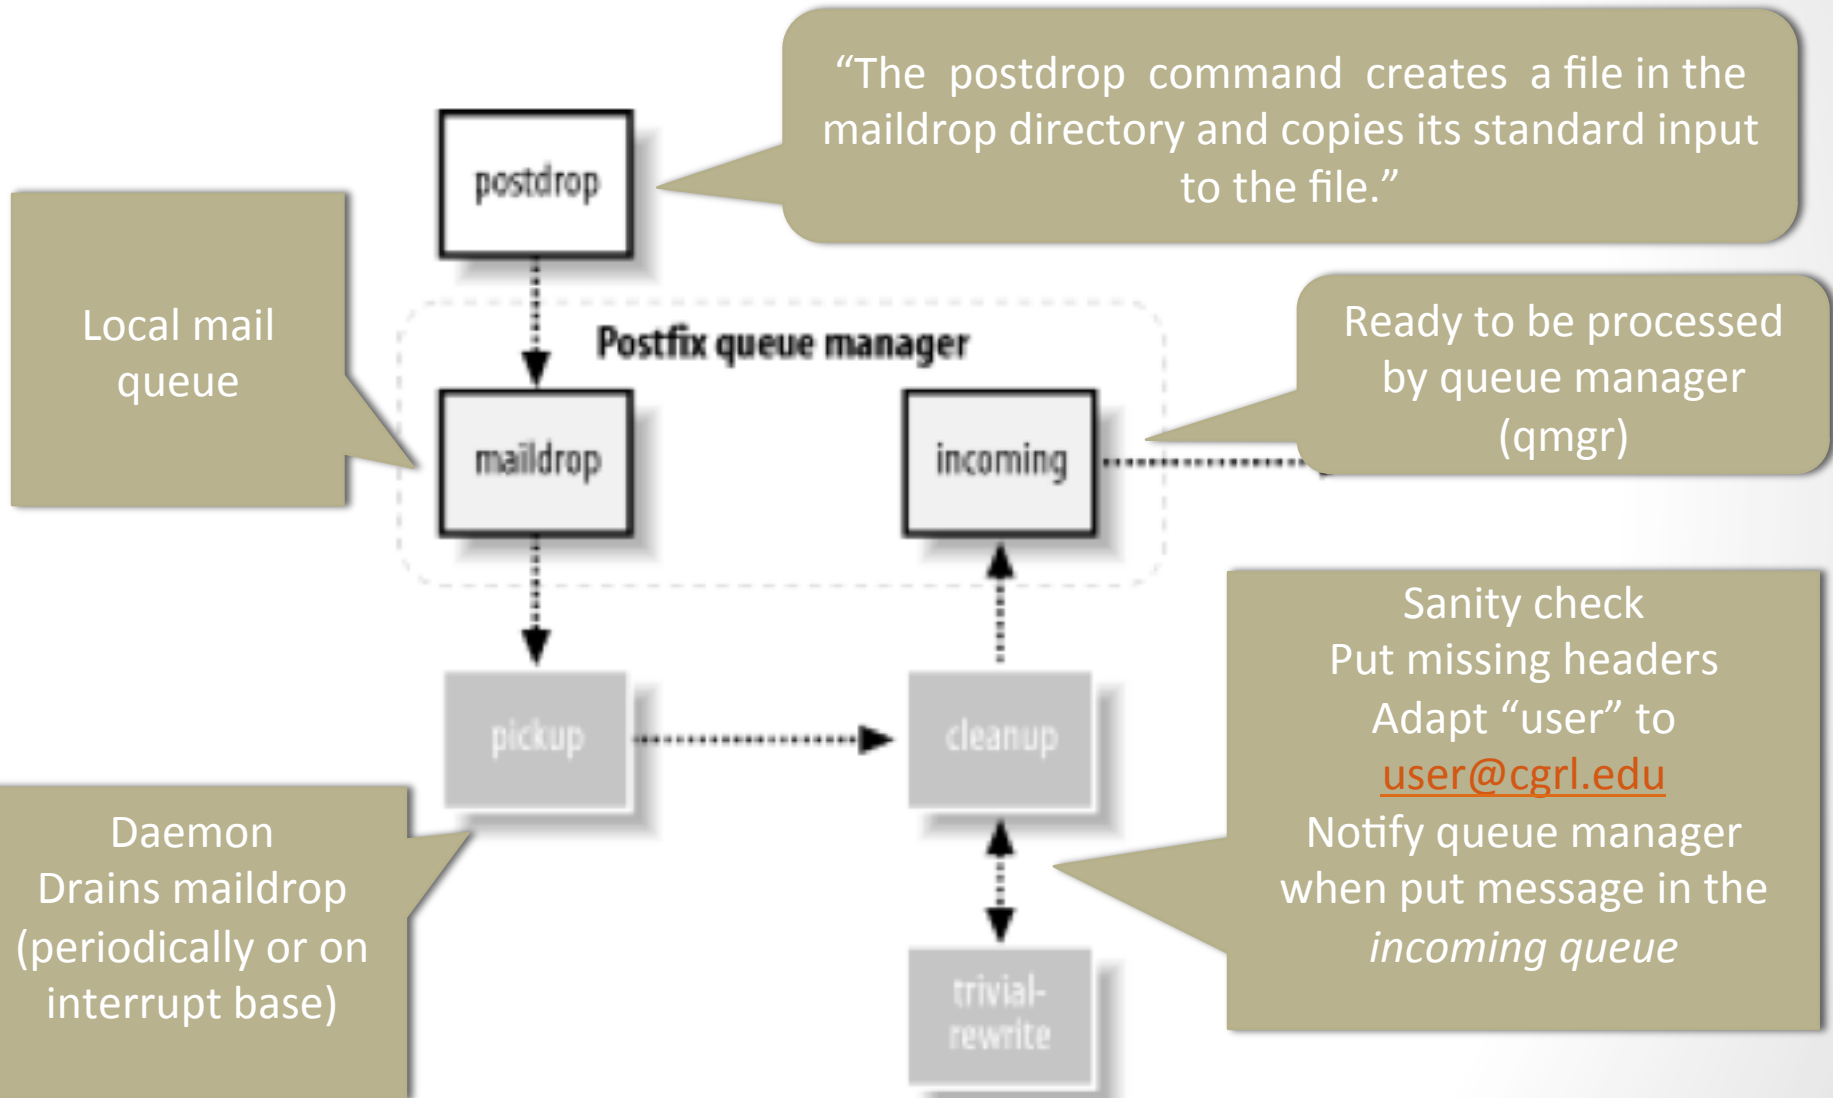 “The postdrop command creates a file in the
maildrop directory and copies its standard input
to the file.”
postdrop
Local mail
queue
Postfix queue manager
Ready to be processed
by queue manager
(qmgr)
maildrop
incoming
Sanity check
Put missing headers
Adapt “user” to
user@cgrl.edu
Notify queue manager
when put message in the
incoming queue
pickup
cleanup
Daemon
Drains maildrop
(periodically or on
interrupt base)
trivial-
rewrite